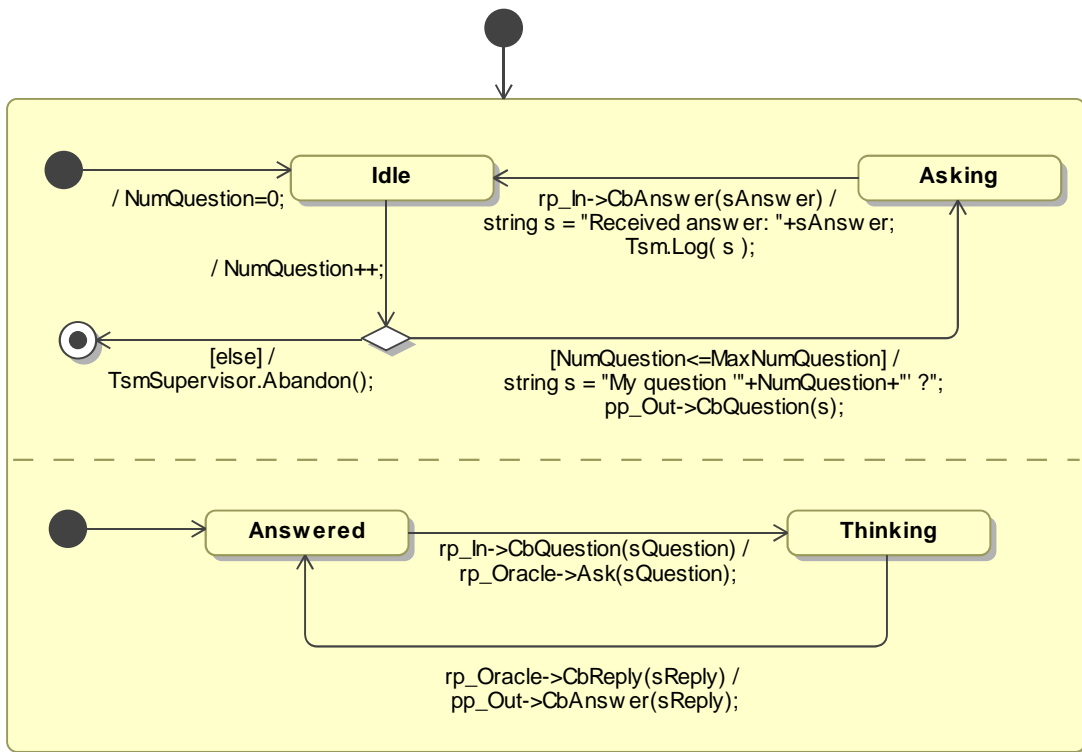 Idle
Asking
/ NumQuestion=0;
rp_In->CbAnswer(sAnswer) /
string s = "Received answer: "+sAnswer;
Tsm.Log( s );
/ NumQuestion++;
[else] /
TsmSupervisor.Abandon();
[NumQuestion<=MaxNumQuestion] /
string s = "My question '"+NumQuestion+"' ?";
pp_Out->CbQuestion(s);
Answered
Thinking
rp_In->CbQuestion(sQuestion) /
rp_Oracle->Ask(sQuestion);
rp_Oracle->CbReply(sReply) /
pp_Out->CbAnswer(sReply);